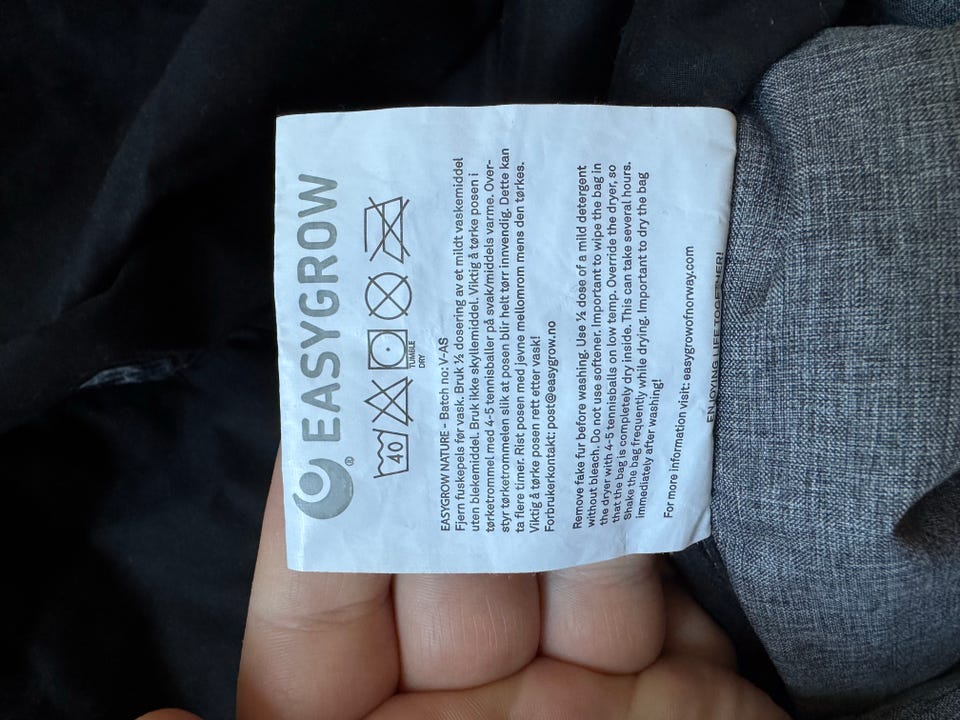 EASYGROW
®
40
TUMBLE
DRY
EASYGROW NATURE - Batch no: V-AS
Fjern fuskepels før vask. Bruk ½ dosering av et mildt vaskemiddel
uten blekemiddel. Bruk ikke skyllemiddel. Viktig å tørke posen i
tørketrommel med 4-5 tennisballer på svak/middels varme. Over-
styr tørketrommelen slik at posen blir helt tørr innvendig. Dette kan
ta flere timer. Rist posen med jevne mellomrom mens den tørkes.
Viktig å tørke posen rett etter vask!
Forbrukerkontakt: post@easygrow.no
Remove fake fur before washing. Use ½ dose of a mild detergent
without bleach. Do not use softener. Important to wipe the bag in
the dryer with 4-5 tennisballs on low temp. Override the dryer, so
that the bag is completely dry inside. This can take several hours.
Shake the bag frequently while drying. Important to dry the bag
immediately after washing!
For more information visit: easygrowofnorway.com
ENJOYING LIFE TOGETHER!